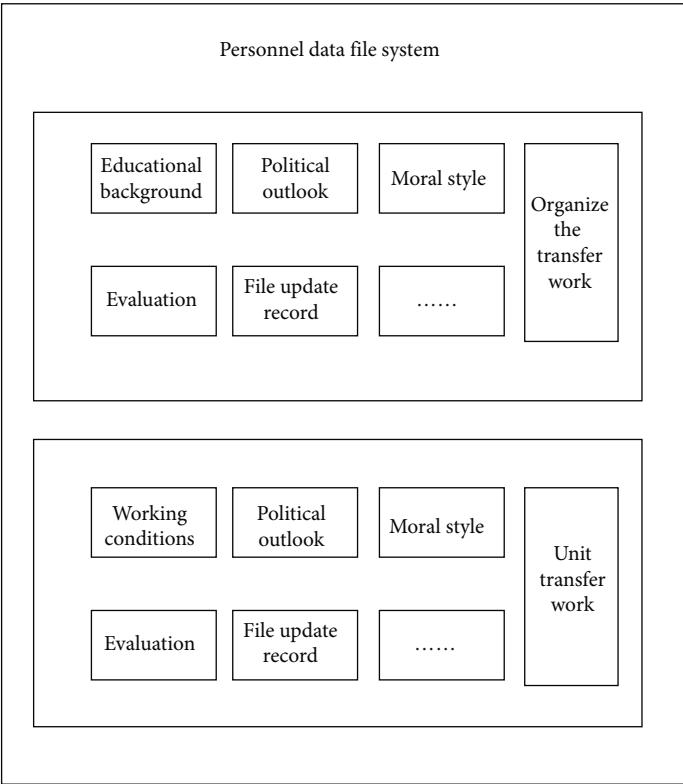 Personnel data file system
Educational
background
Political
outlook
Moral style
Organize
the
transfer
work
Evaluation
File update
record
……
Working
conditions
Political
outlook
Moral style
Unit
transfer
work
Evaluation
File update
record
……